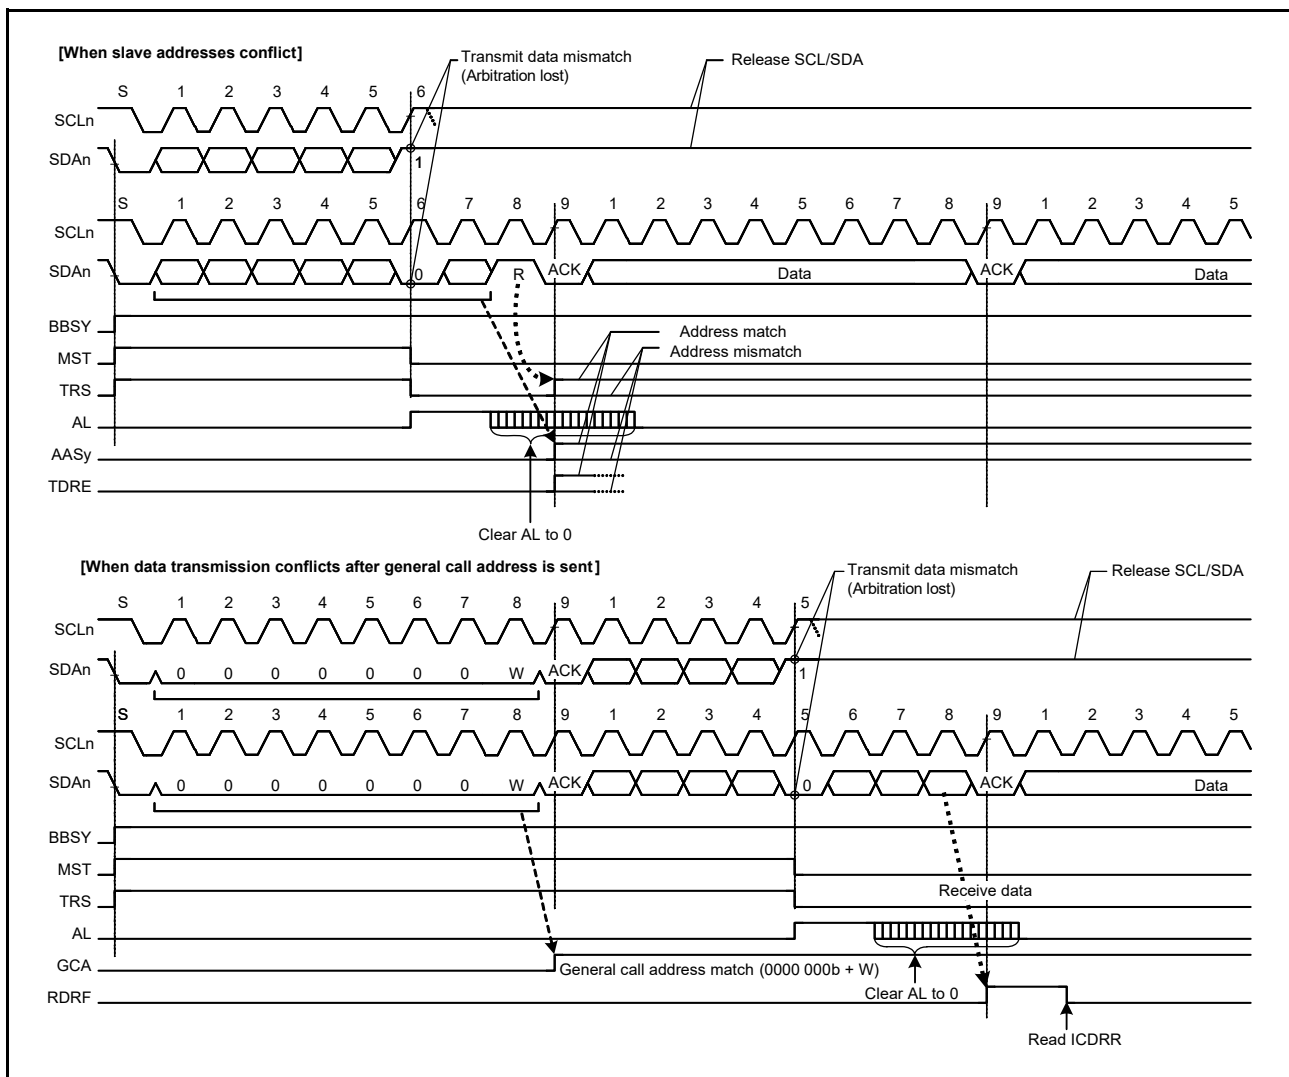 [When slave addresses conflict]
Transmit data mismatch
(Arbitration lost)
Release SCL/SDA
S 1 2 3 4 5 6
SCLn
SDAn
1
S 1 2 3 4 5 6 7 8 9 1 2 3 4 5 6 7 8 9 1 2 3 4 5
SCLn
SDAn 0 R ACK Data ACK Data
BBSY
Address match
MST
Address mismatch
TRS
AL
AASy
TDRE
Clear AL to 0
[When data transmission conflicts after general call address is sent]
Transmit data mismatch
(Arbitration lost)
Release SCL/SDA
S 1 2 3 4 5 6 7 8 9 1 2 3 4 5
SCLn
SDAn 0 0 0 0 0 0 0 W ACK 1
S 1 2 3 4 5 6 7 8 9 1 2 3 4 5 6 7 8 9 1 2 3 4 5
SCLn
SDAn 0 0 0 0 0 0 0 W ACK 0 ACK Data
BBSY
MST
Receive data
TRS
AL
GCA
General call address match (0000 000b + W)
Clear AL to 0
RDRF
Read ICDRR